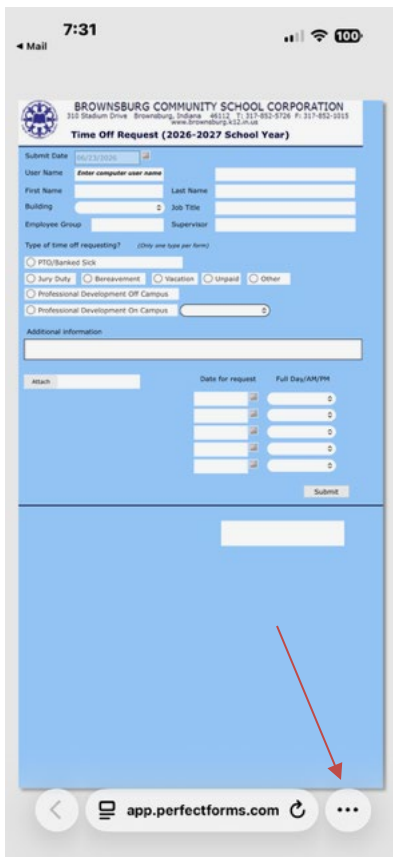 7:31
100
◄ Mail
BROWNSBURG COMMUNITY SCHOOL CORPORATION
310 Stadium Drive Brownsburg, Indiana 46112 T: 317-852-5726 F: 317-852-1015
www.brownsburg.k12.in.us
Time Off Request (2026-2027 School Year)
Submit Date 06/23/2026
User Name Enter computer user name
First Name Last Name
Building Job Title
Employee Group Supervisor
Type of time off requesting? (Only one type per form)
PTO/Banked Sick
Jury Duty Bereavement Vacation Unpaid Other
Professional Development Off Campus
Professional Development On Campus
Additional information
Attach Date for request Full Day/AM/PM
Submit
app.perfectforms.com